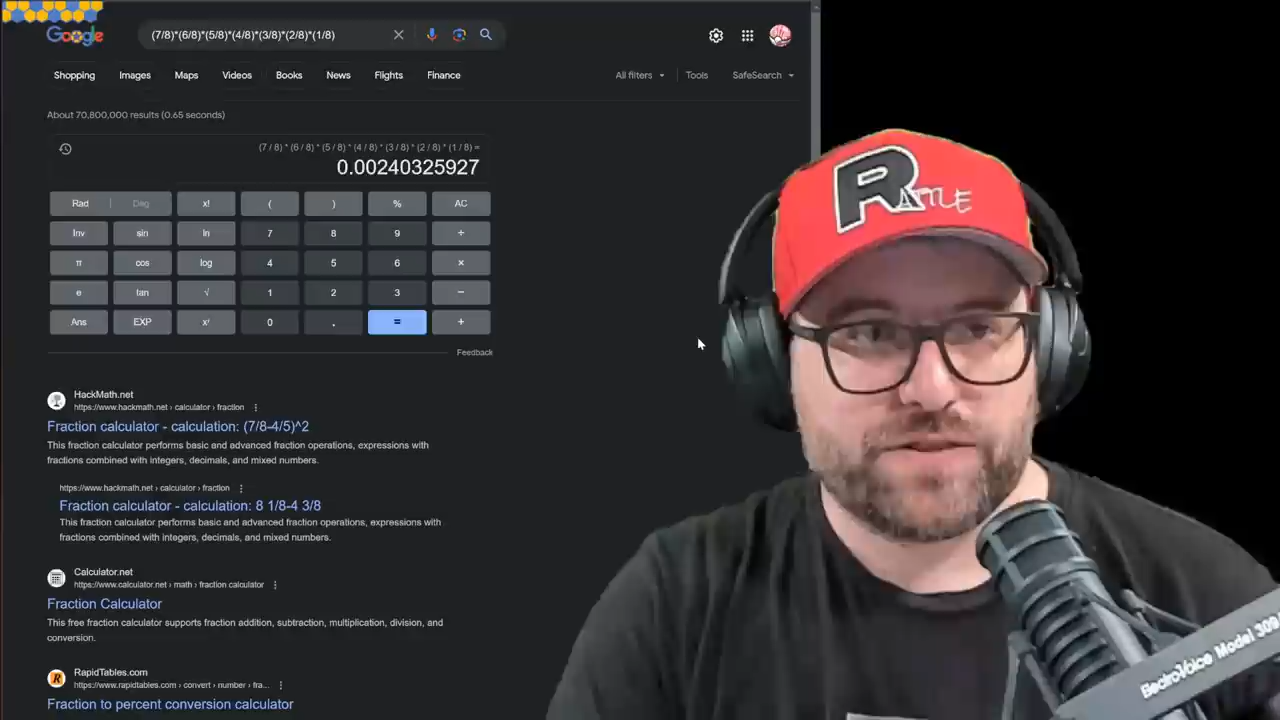 Google
(7/8)*(6/8)*(5/8)*(4/8)*(3/8)*(2/8)*(1/8)
Shopping
Images
Maps
Videos
Books
News
Flights
Finance
All filters
Tools
SafeSearch
About 70,800,000 results (0.65 seconds)
(7 / 8) * (6 / 8) * (5 / 8) * (4 / 8) * (3 / 8) * (2 / 8) * (1 / 8) =
0.00240325927
Rad
Deg
x!
(
)
%
AC
Inv
sin
ln
7
8
9
÷
π
cos
log
4
5
6
×
e
tan
√
1
2
3
−
Ans
EXP
xʸ
0
.
=
+
Feedback
HackMath.net
https://www.hackmath.net › calculator › fraction
Fraction calculator - calculation: (7/8-4/5)^2
This fraction calculator performs basic and advanced fraction operations, expressions with
fractions combined with integers, decimals, and mixed numbers.
https://www.hackmath.net › calculator › fraction
Fraction calculator - calculation: 8 1/8-4 3/8
This fraction calculator performs basic and advanced fraction operations, expressions with
fractions combined with integers, decimals, and mixed numbers.
Calculator.net
https://www.calculator.net › math › fraction calculator
Fraction Calculator
This free fraction calculator supports fraction addition, subtraction, multiplication, division, and
conversion.
RapidTables.com
https://www.rapidtables.com › convert › number › fra...
Fraction to percent conversion calculator
RATTLE
ElectroVoice Model 309